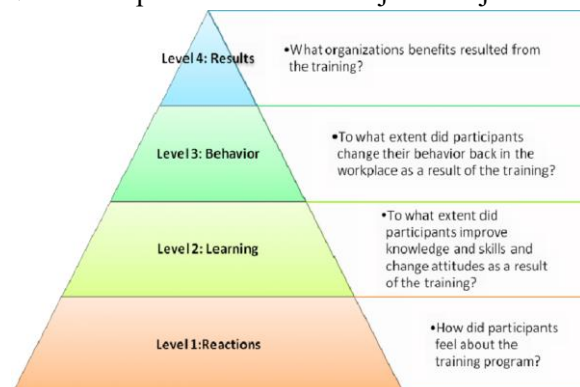 Level 4: Results
•What organizations benefits resulted from
the training?
Level 3: Behavior
•To what extent did participants
change their behavior back in the
workplace as a result of the training?
Level 2: Learning
•To what extent did
participants improve
knowledge and skills and
change attitudes as a result
of the training?
Level 1:Reactions
•How did participants
feel about the
training program?